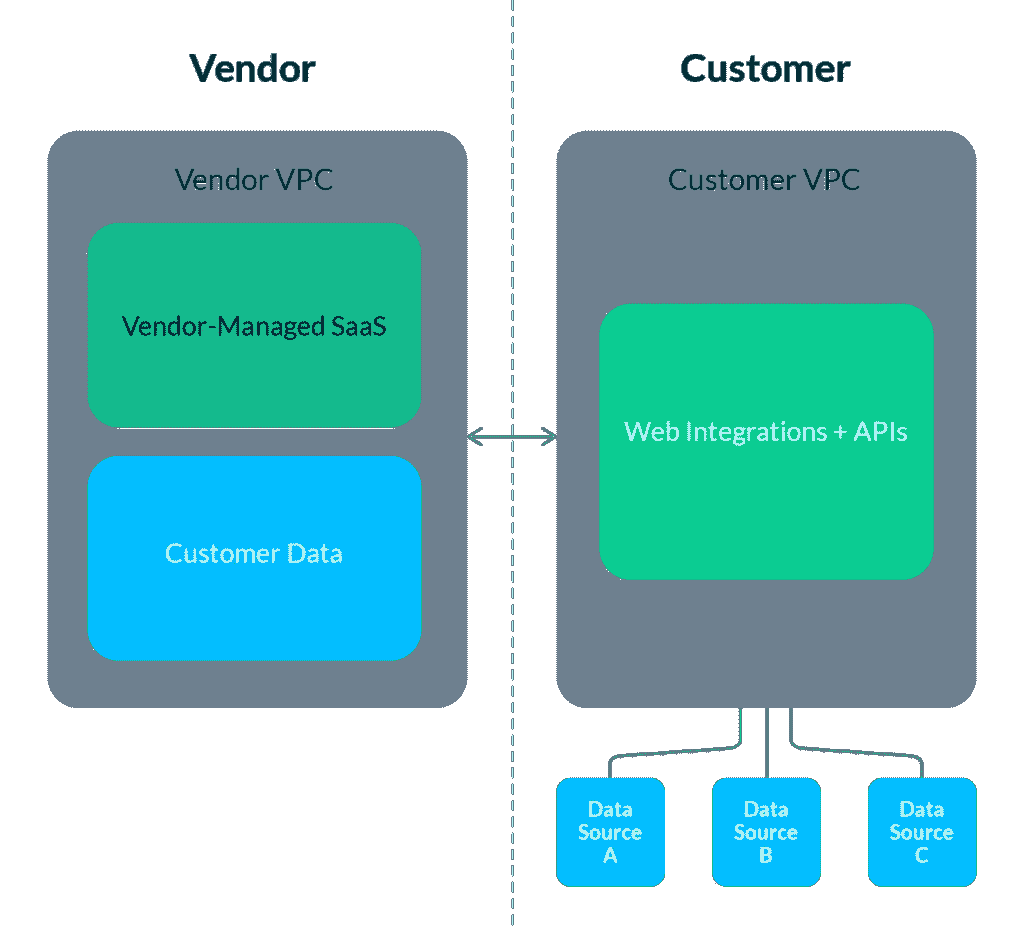 Vendor
Customer
Vendor VPC
Customer VPC
Vendor-Managed SaaS
Web Integrations + APIs
Customer Data
Data
Source
A
Data
Source
B
Data
Source
C